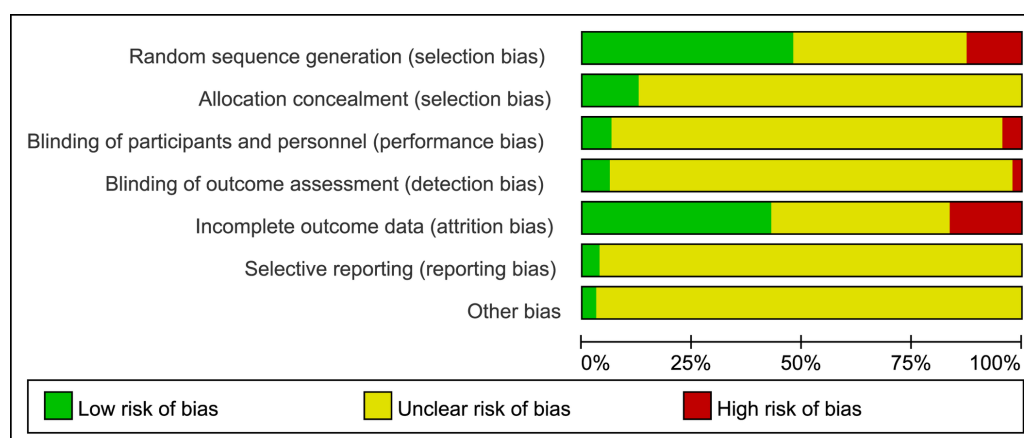 Random sequence generation (selection bias)
Allocation concealment (selection bias)
Blinding of participants and personnel (performance bias)
Blinding of outcome assessment (detection bias)
Incomplete outcome data (attrition bias)
Selective reporting (reporting bias)
Other bias
0% 25% 50% 75% 100%
Low risk of bias Unclear risk of bias High risk of bias